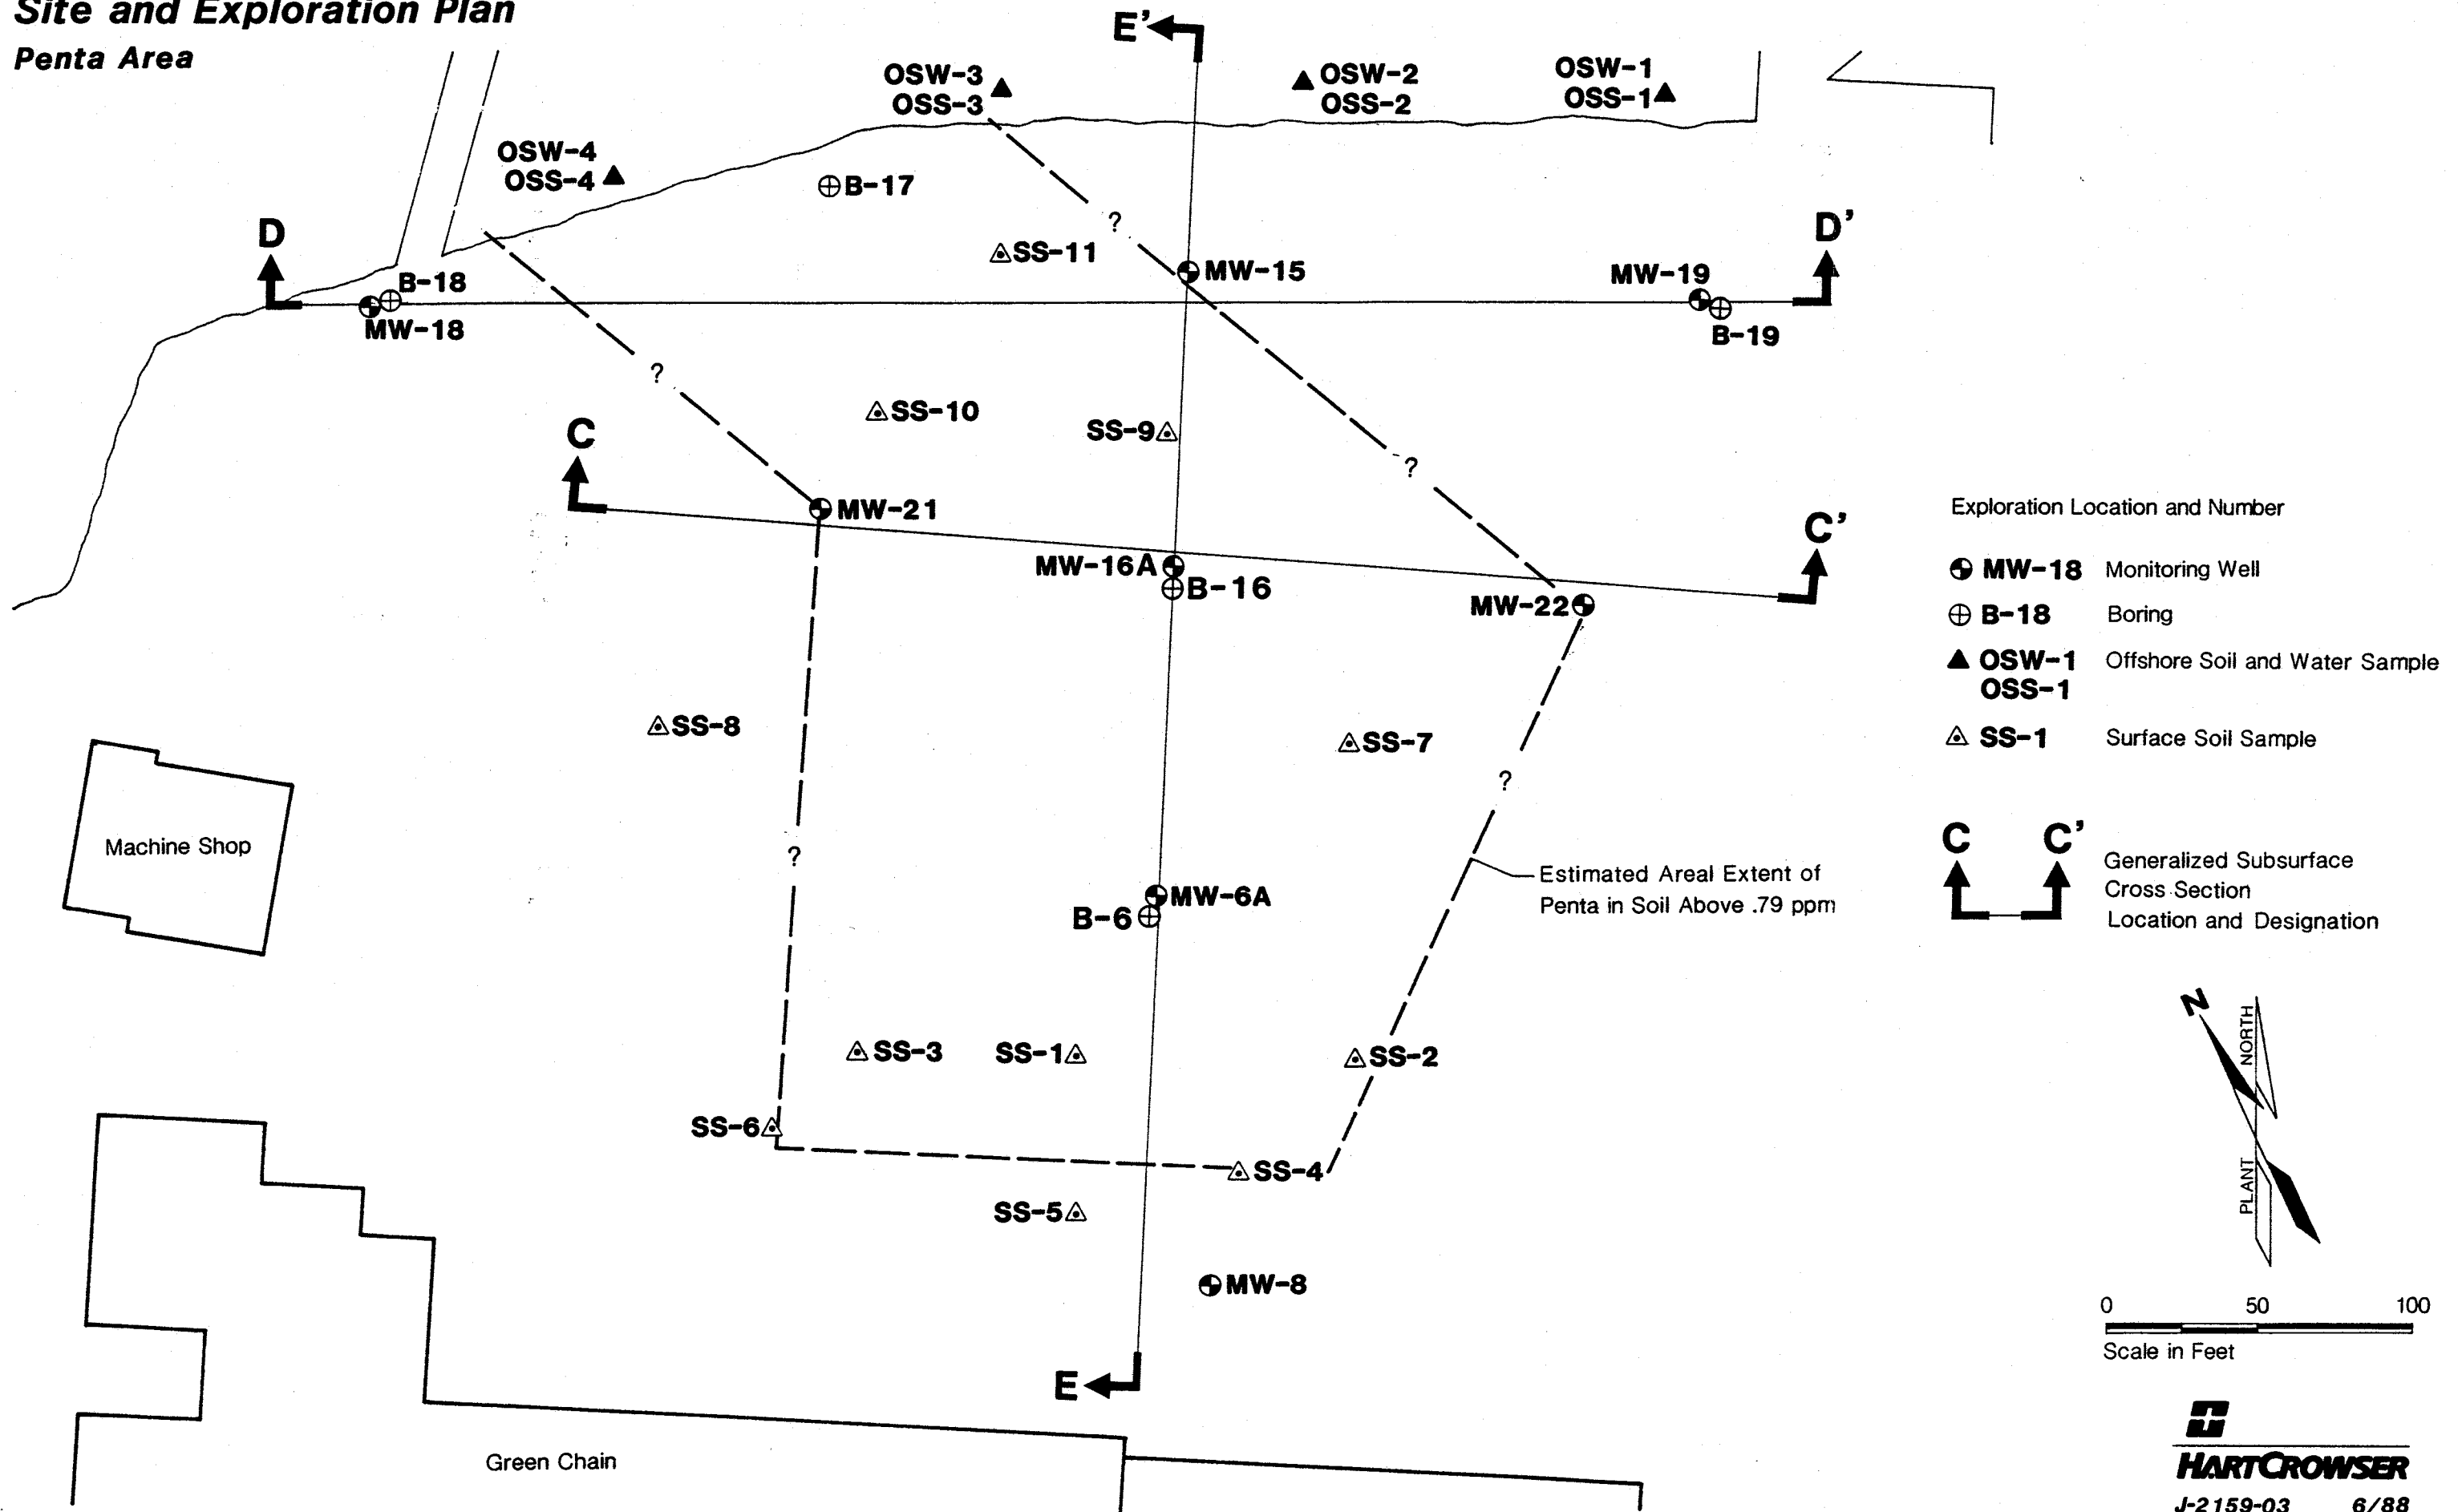 Site and Exploration Plan
Penta Area
E'
OSW-3
OSS-3
OSW-2
OSS-2
OSW-1
OSS-1
OSW-4
OSS-4
B-17
?
SS-11
D
D'
B-18
MW-18
MW-15
MW-19
B-19
?
SS-10
SS-9
?
C
MW-21
C'
MW-16A
B-16
MW-22
SS-8
SS-7
?
Machine Shop
?
Estimated Areal Extent of
Penta in Soil Above .79 ppm
MW-6A
B-6
SS-3
SS-1
SS-2
SS-6
SS-4
SS-5
MW-8
E
Green Chain
Exploration Location and Number
MW-18 Monitoring Well
B-18 Boring
OSW-1 Offshore Soil and Water Sample
OSS-1
SS-1 Surface Soil Sample
C C'
Generalized Subsurface
Cross Section
Location and Designation
N
NORTH
PLANT
0 50 100
Scale in Feet
HARTCROWSER
J-2159-03 6/88